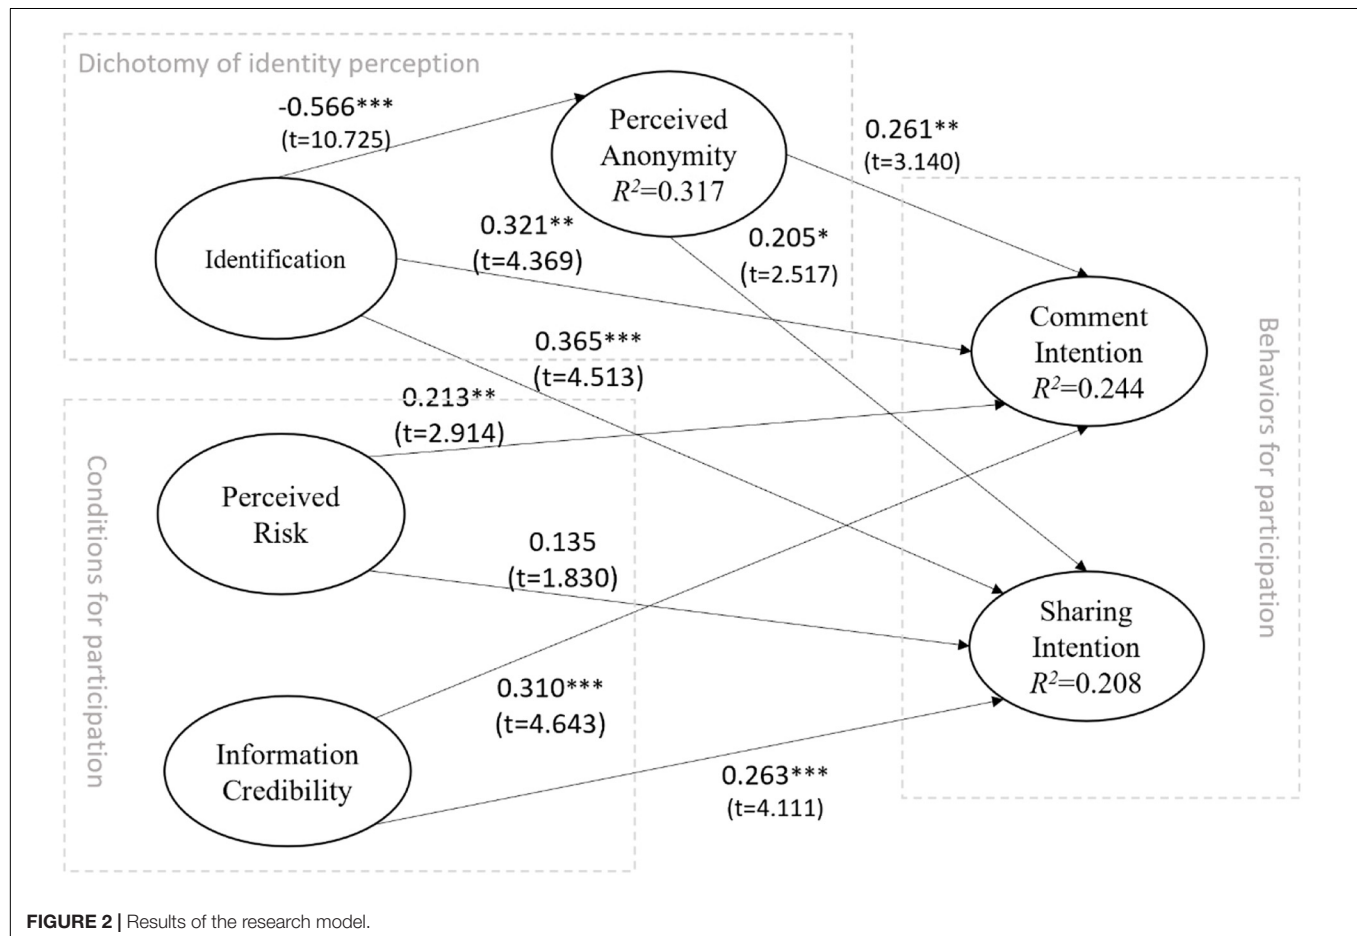 Dichotomy of identity perception
-0.566***
(t=10.725)
Perceived
Anonymity
R²=0.317
0.261**
(t=3.140)
Identification
0.321**
(t=4.369)
0.205*
(t=2.517)
Comment
Intention
R²=0.244
Behaviors for participation
0.365***
(t=4.513)
0.213**
(t=2.914)
Conditions for participation
Perceived
Risk
0.135
(t=1.830)
Sharing
Intention
R²=0.208
0.310***
(t=4.643)
Information
Credibility
0.263***
(t=4.111)
FIGURE 2 | Results of the research model.